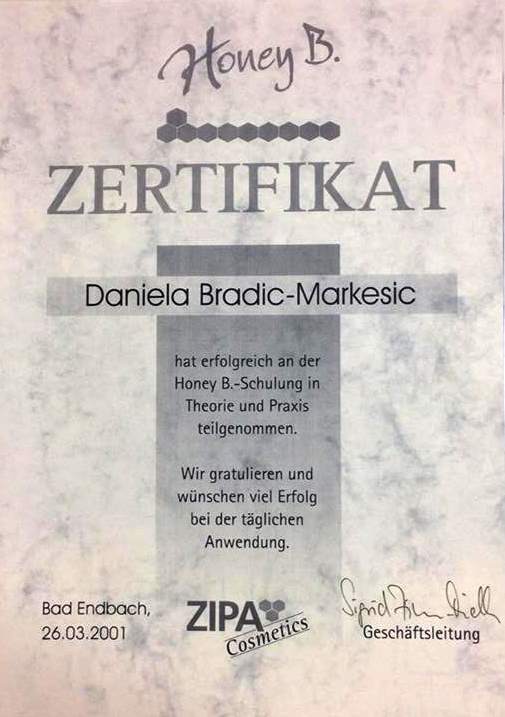 Honey B.
ZERTIFIKAT
Daniela Bradic-Markesic
hat erfolgreich an der
Honey B.-Schulung in
Theorie und Praxis
teilgenommen.
Wir gratulieren und
wünschen viel Erfolg
bei der täglichen
Anwendung.
Bad Endbach,
26.03.2001
ZIPA
Cosmetics
Sigrid
Geschäftsleitung